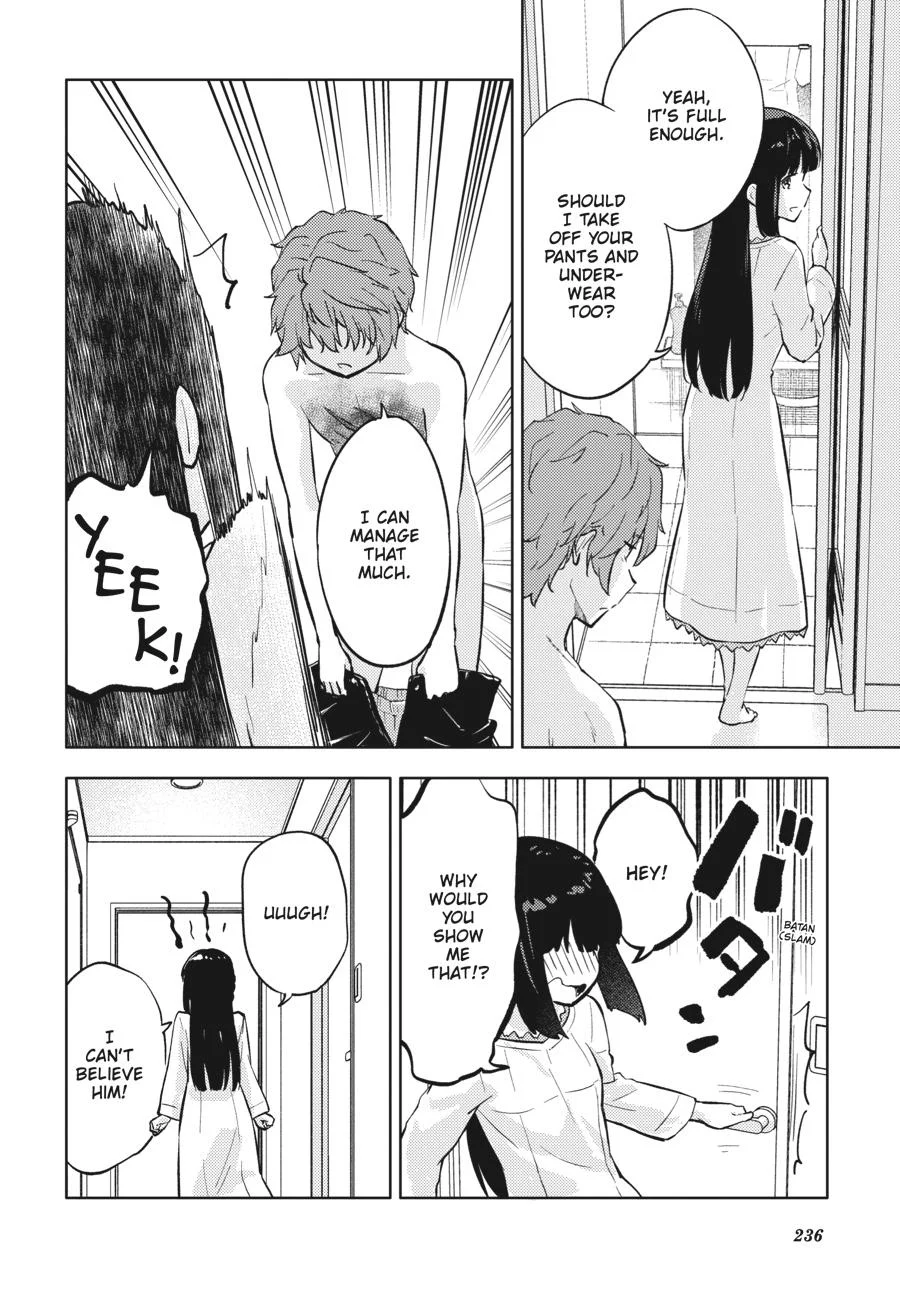 YEAH,
IT'S FULL
ENOUGH.
SHOULD
I TAKE
OFF YOUR
PANTS AND
UNDER-
WEAR
TOO?
I CAN
MANAGE
THAT
MUCH.
YEEK!
HEY!
バタン
BATAN
(SLAM)
WHY
WOULD
YOU
SHOW
ME
THAT!?
UUUGH!
I
CAN'T
BELIEVE
HIM!
236